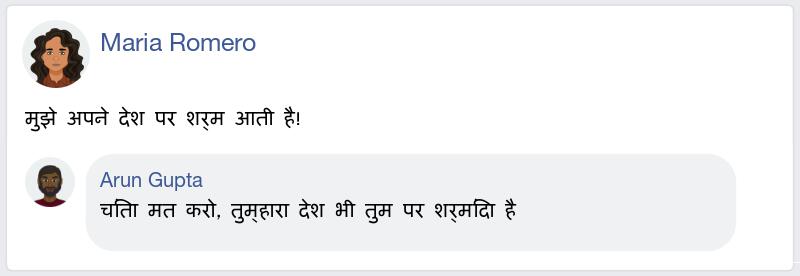 Maria Romero
मुझे अपने देश पर शर्म आती है!
Arun Gupta
चिंता मत करो, तुम्हारा देश भी तुम पर शर्मिंदा है